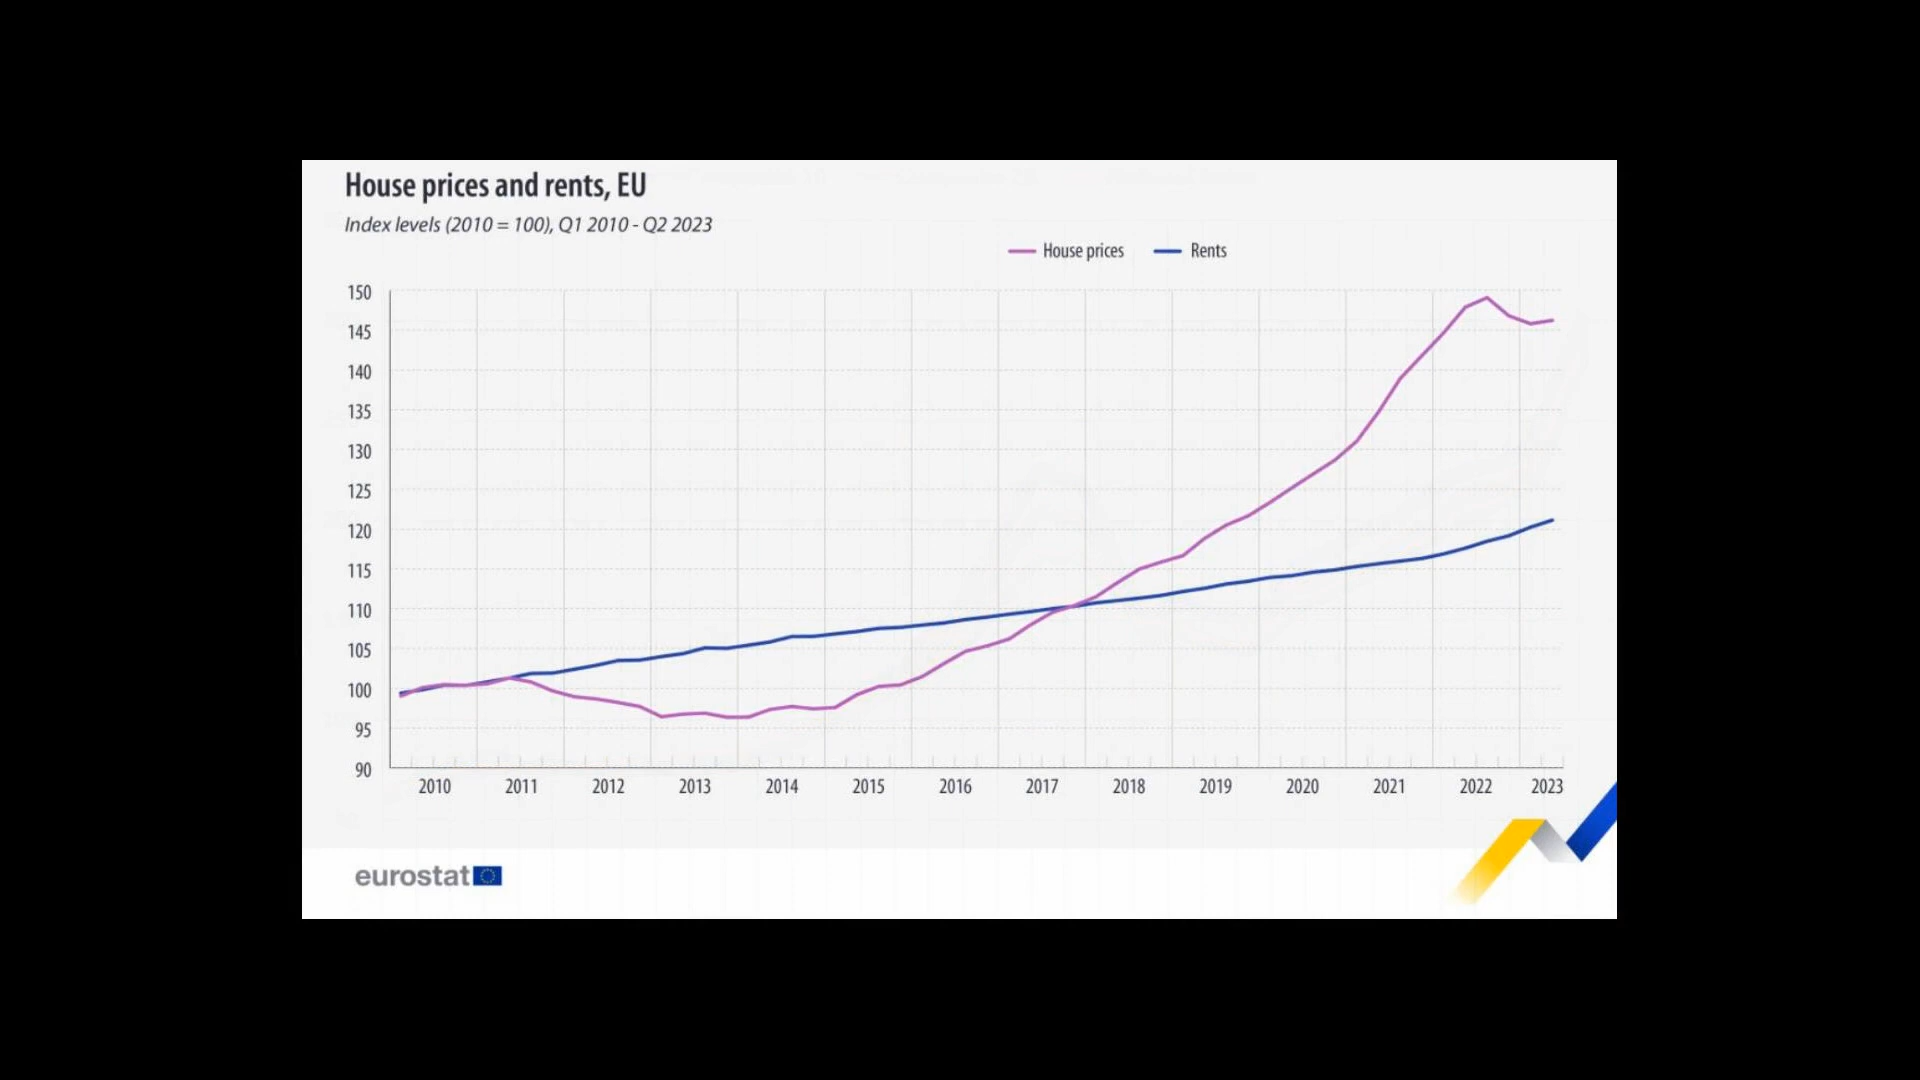 House prices and rents, EU
Index levels (2010 = 100), Q1 2010 - Q2 2023
House prices Rents
150
145
140
135
130
125
120
115
110
105
100
95
90
2010 2011 2012 2013 2014 2015 2016 2017 2018 2019 2020 2021 2022 2023
eurostat